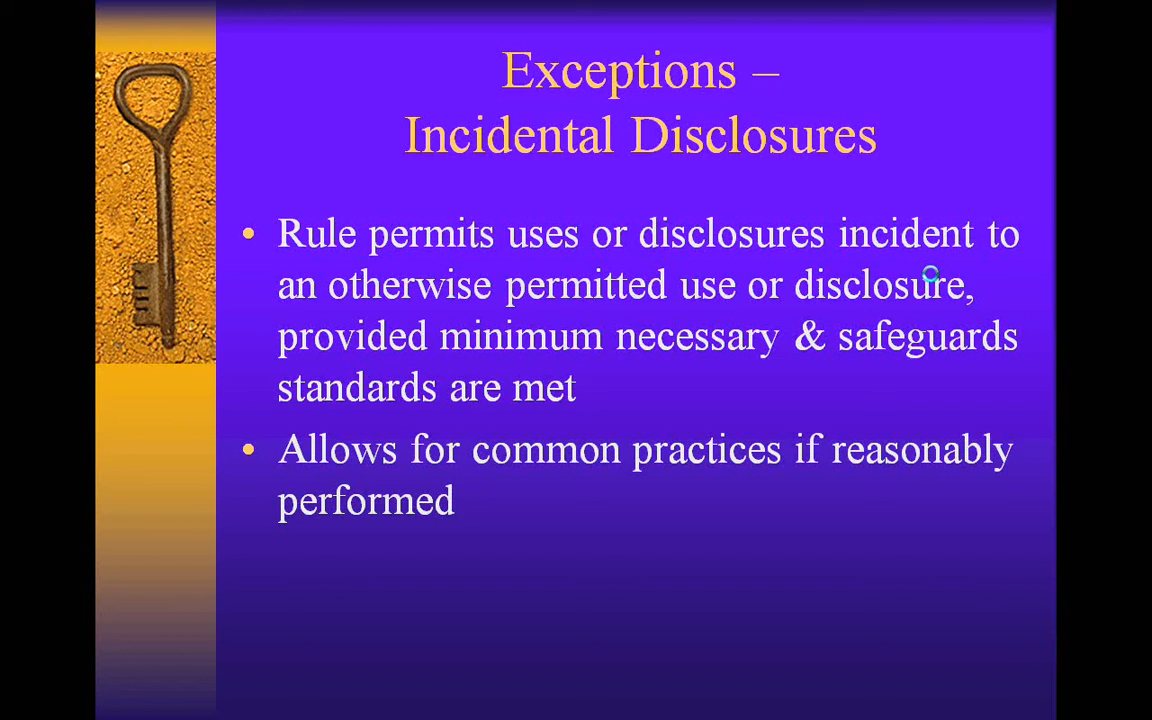 Exceptions –
Incidental Disclosures
• Rule permits uses or disclosures incident to
an otherwise permitted use or disclosure,
provided minimum necessary & safeguards
standards are met
• Allows for common practices if reasonably
performed